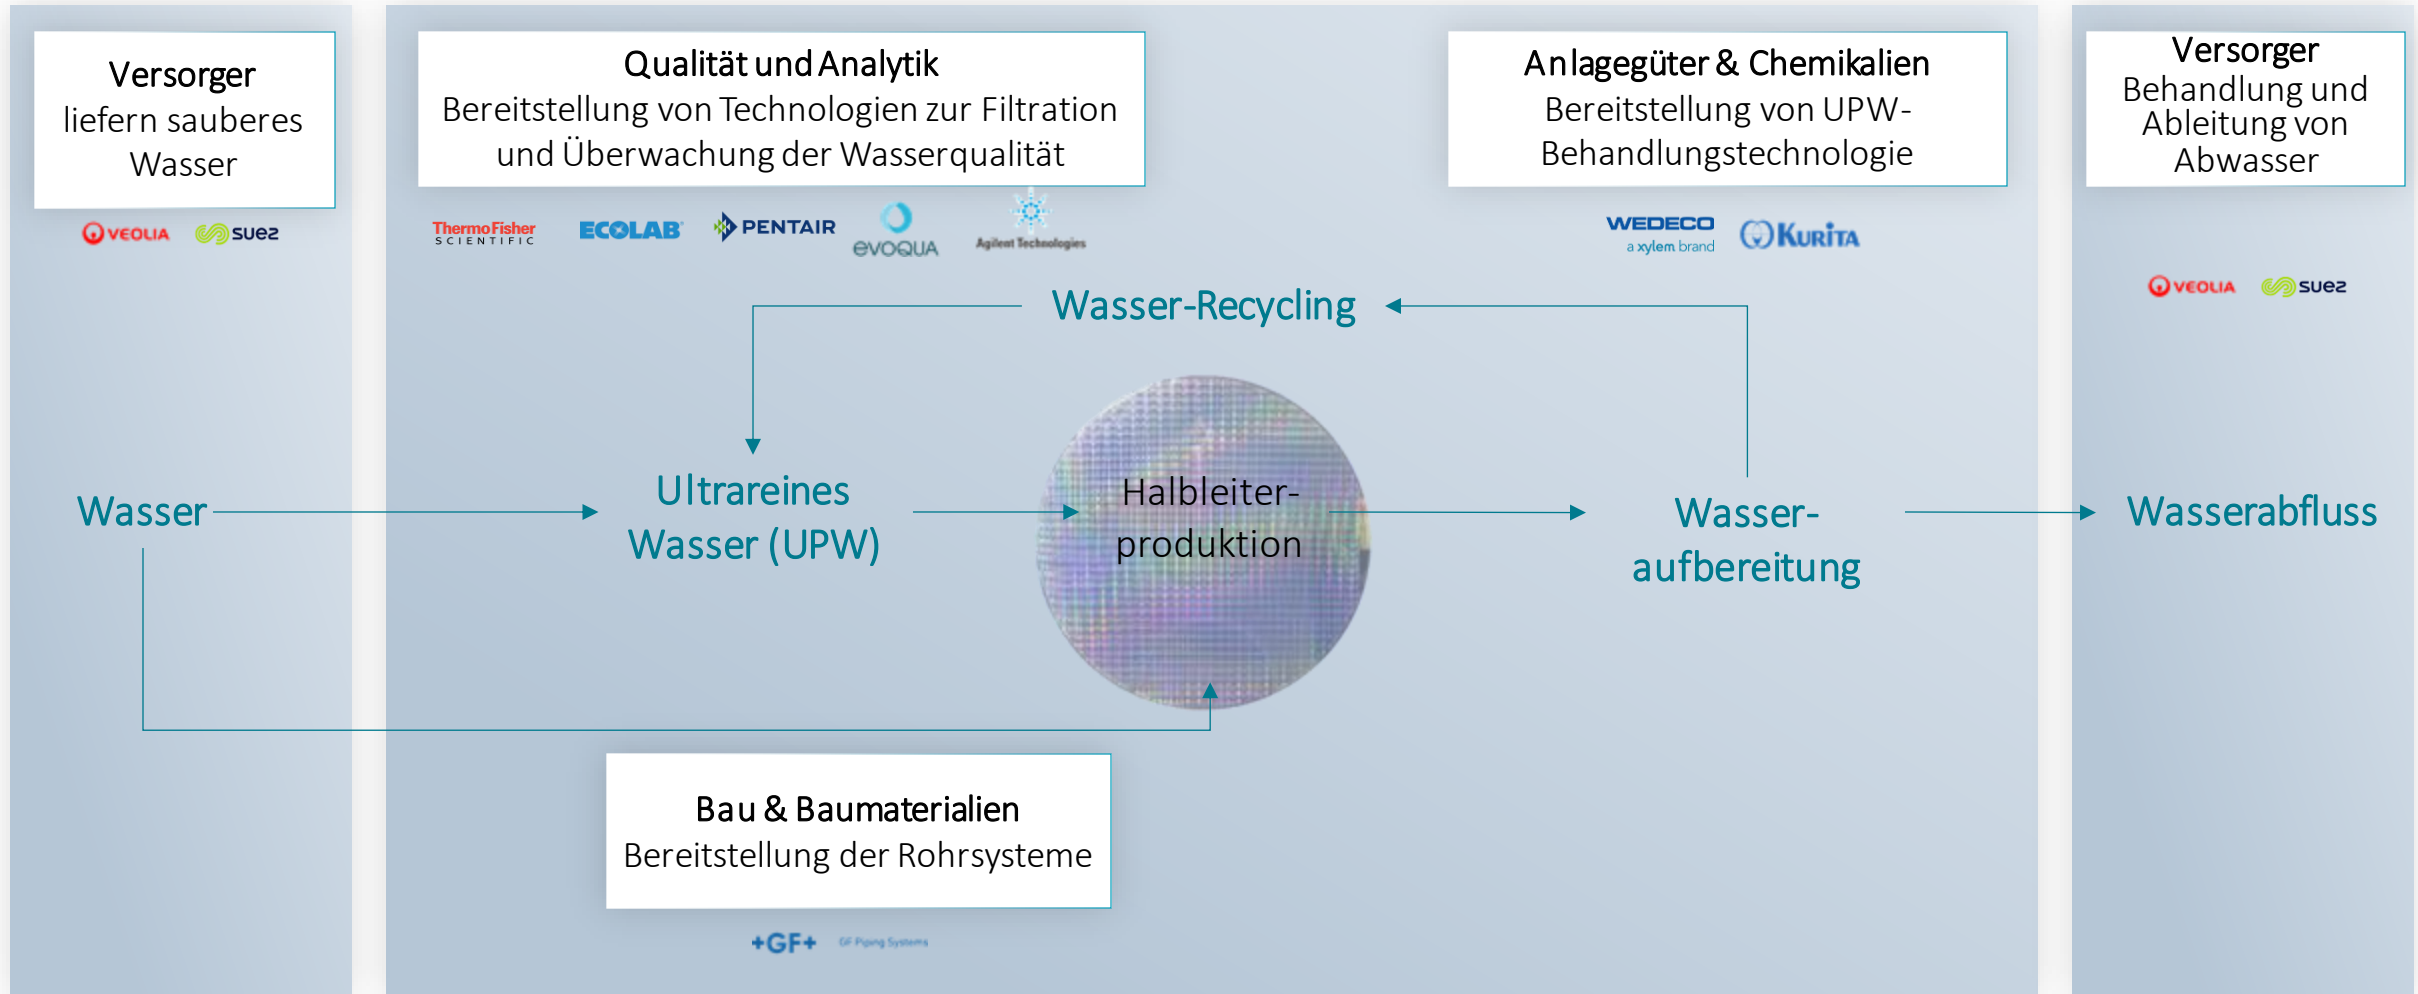 Versorger
liefern sauberes
Wasser
VEOLIA
suez
Qualität und Analytik
Bereitstellung von Technologien zur Filtration
und Überwachung der Wasserqualität
ThermoFisher
SCIENTIFIC
ECOLAB®
PENTAIR
evoqua
Agilent Technologies
Anlagegüter & Chemikalien
Bereitstellung von UPW-
Behandlungstechnologie
WEDECO
a xylem brand
KURITA
Versorger
Behandlung und
Ableitung von
Abwasser
VEOLIA
suez
Wasser-Recycling
Wasser
Ultrareines
Wasser (UPW)
Halbleiter-
produktion
Wasser-
aufbereitung
Wasserabfluss
Bau & Baumaterialien
Bereitstellung der Rohrsysteme
+GF+
GF Piping Systems